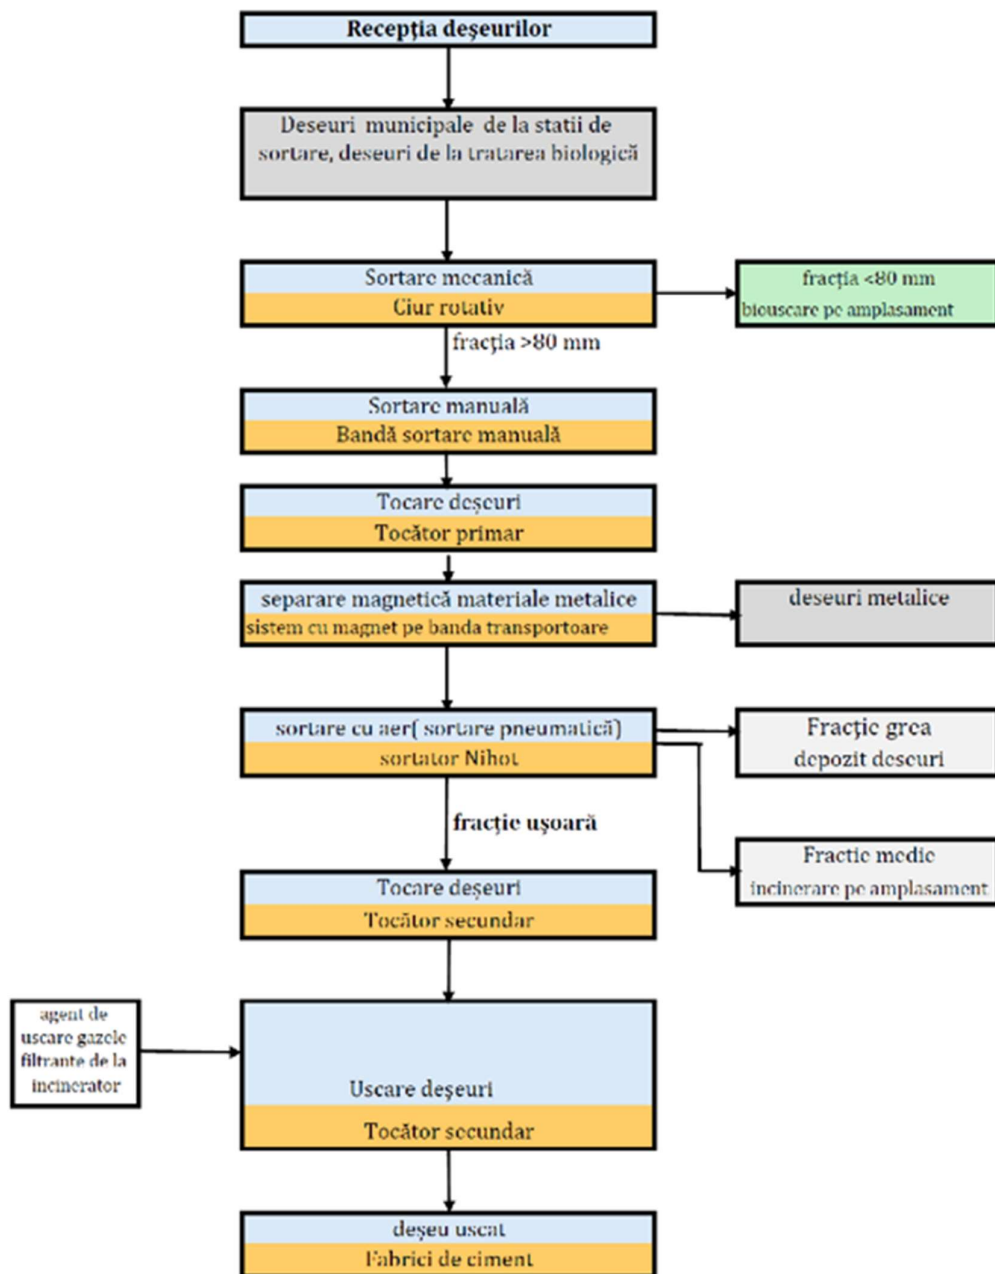 Recepţia deşeurilor
Deseuri municipale de la statii de
sortare, deseuri de la tratarea biologică
Sortare mecanică
Ciur rotativ
fracţia <80 mm
biouscare pe amplasament
fracţia >80 mm
Sortare manuală
Bandă sortare manuală
Tocare deşeuri
Tocător primar
separare magnetică materiale metalice
sistem cu magnet pe banda transportoare
deseuri metalice
sortare cu aer( sortare pneumatică)
sortator Nihot
Fracţie grea
depozit deseuri
fracţie uşoară
Fractie medie
incinerare pe amplasament
Tocare deşeuri
Tocător secundar
agent de
uscare gazele
filtrante de la
incinerator
Uscare deşeuri
Tocător secundar
deşeu uscat
Fabrici de ciment